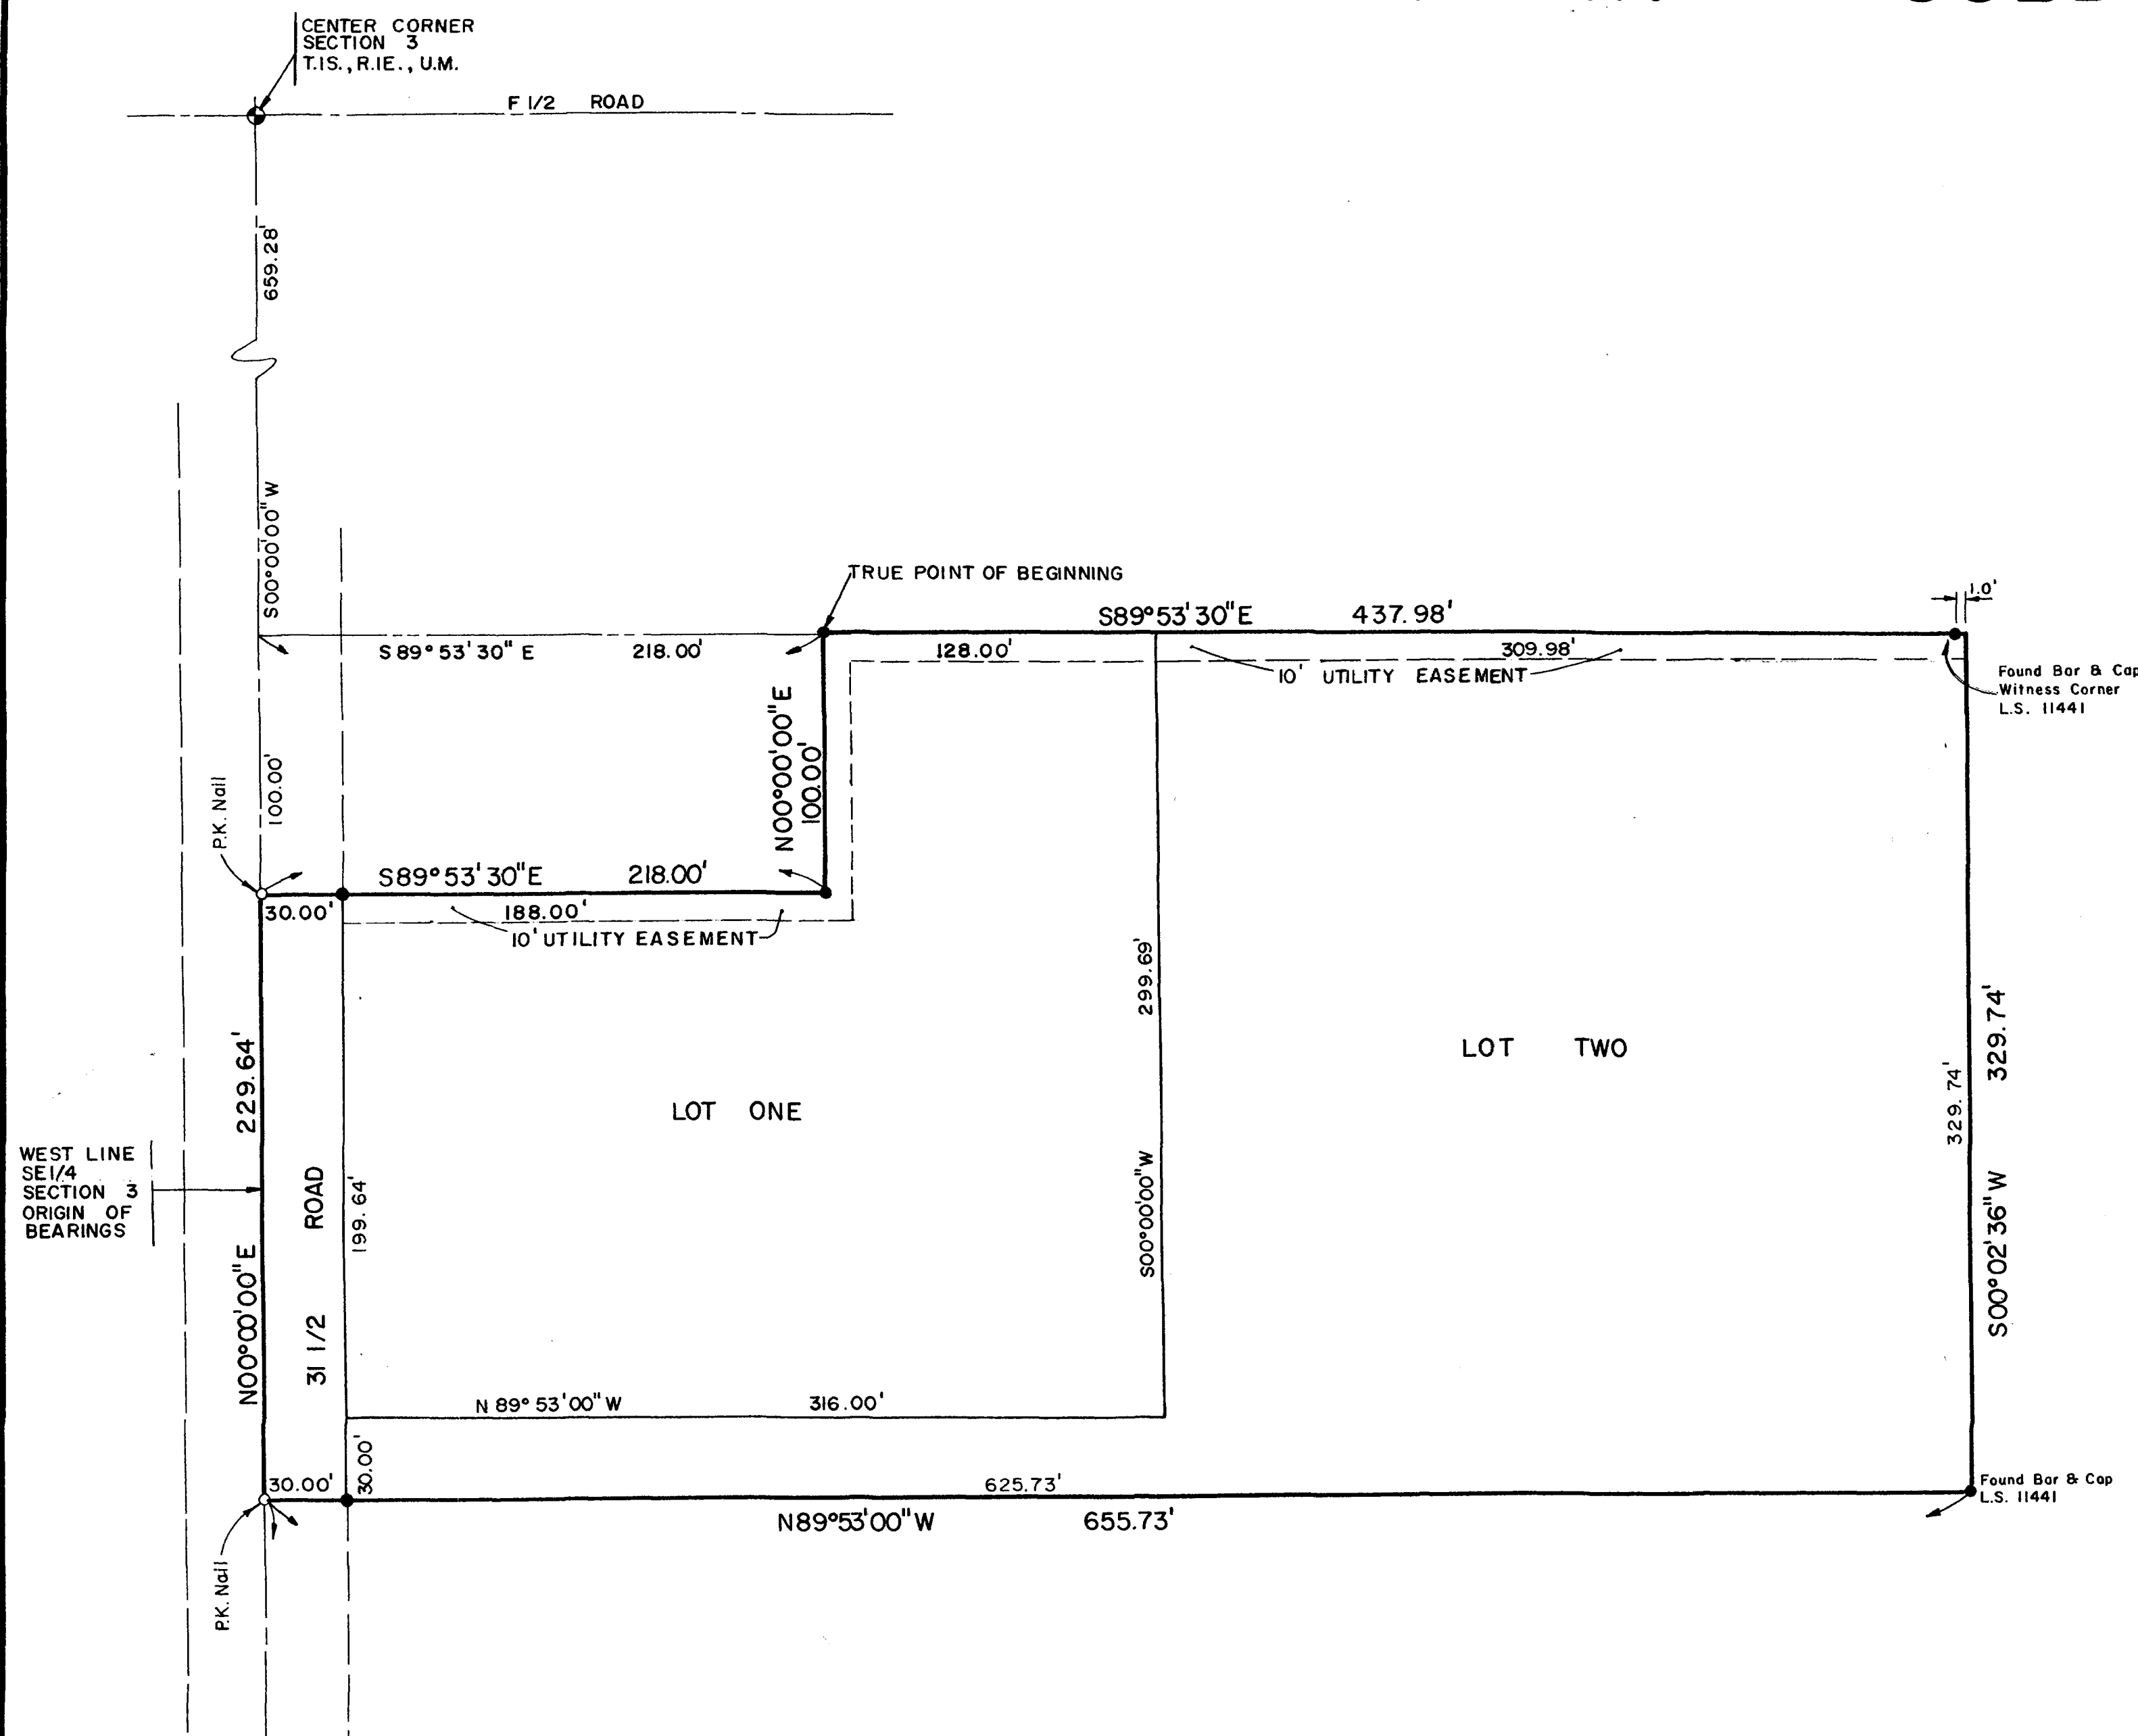 CENTER CORNER
SECTION 3
T.IS., R.IE., U.M.
F 1/2 ROAD
659.28'
S00°00'00"W
TRUE POINT OF BEGINNING
S89°53'30"E 437.98'
1.0'
S89°53'30"E 218.00'
128.00'
309.98'
10' UTILITY EASEMENT
Found Bar & Cap
Witness Corner
L.S. 11441
N00°00'00"E
100.00'
100.00'
P.K. Nail
S89°53'30"E 218.00'
30.00'
188.00'
10' UTILITY EASEMENT
299.69'
S00°00'00"W
LOT TWO
LOT ONE
329.74'
329.74'
S00°02'36"W
229.64'
N00°00'00"E
WEST LINE
SE1/4
SECTION 3
ORIGIN OF
BEARINGS
31 1/2 ROAD
199.64'
N 89°53'00"W 316.00'
30.00'
30.00'
625.73'
N89°53'00"W 655.73'
Found Bar & Cap
L.S. 11441
P.K. Nail